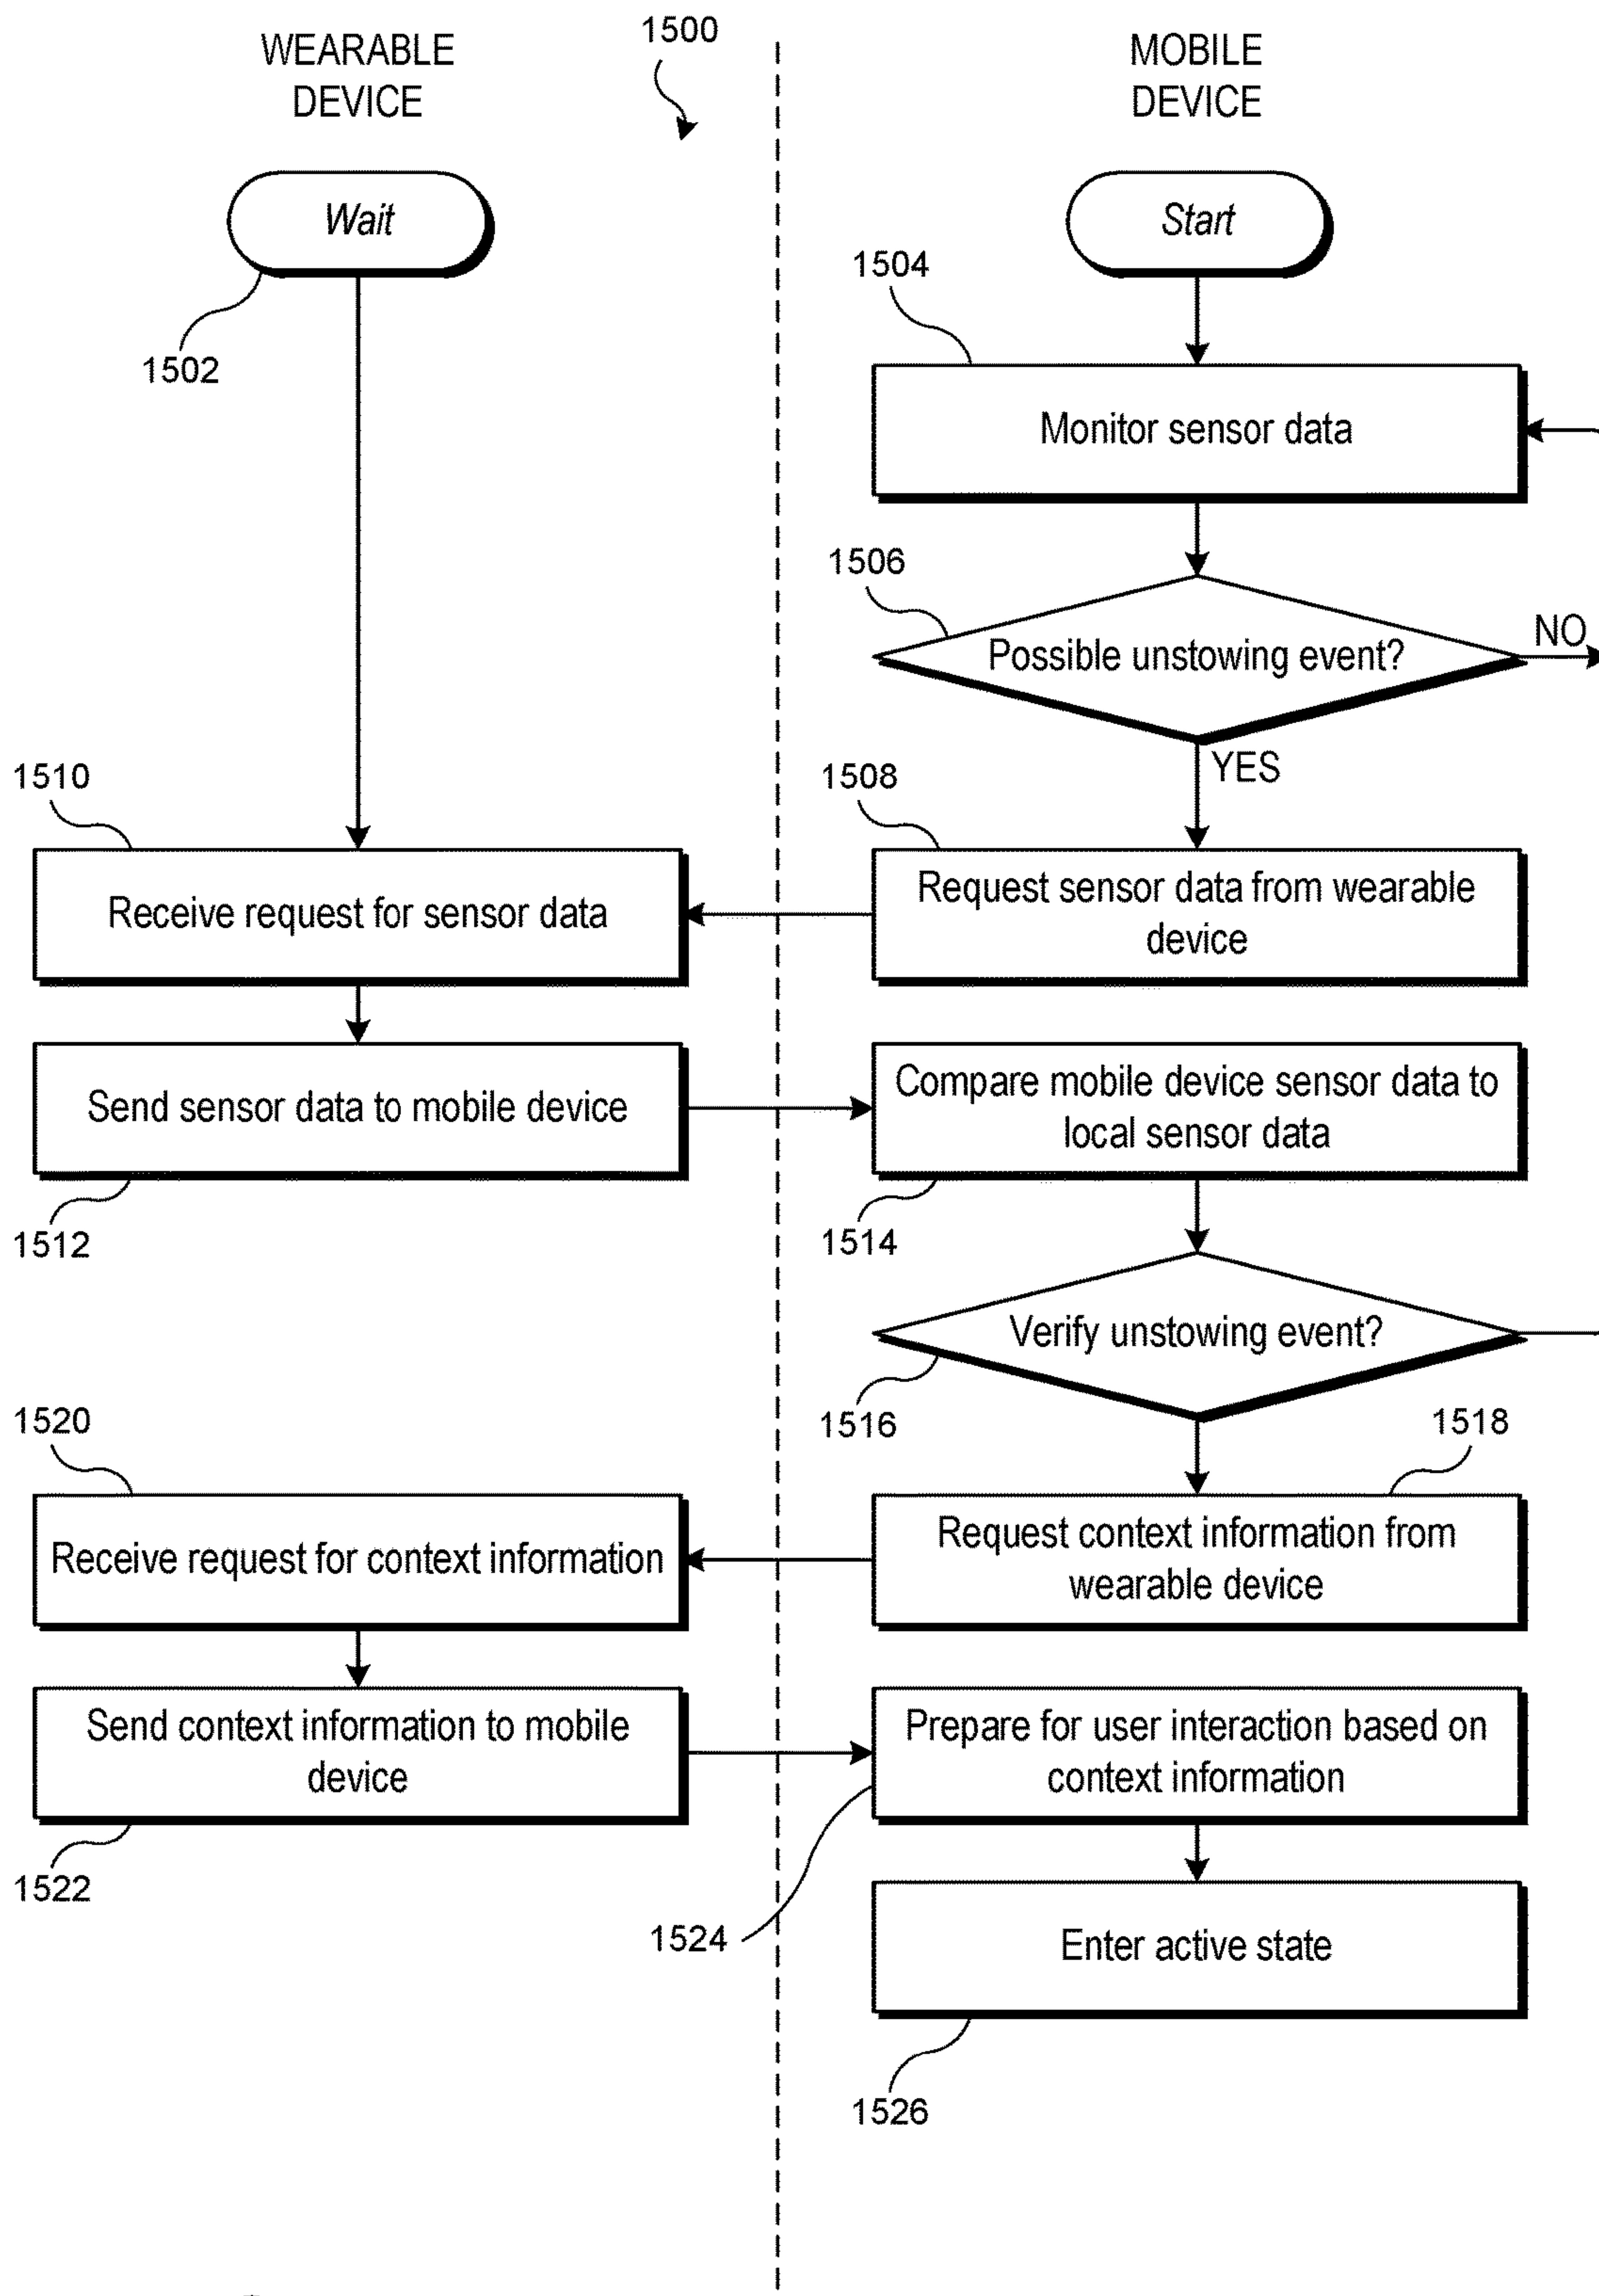 WEARABLE
DEVICE
1500
MOBILE
DEVICE
Wait
Start
1502
1504
Monitor sensor data
1506
Possible unstowing event?
NO
YES
1510
1508
Receive request for sensor data
Request sensor data from wearable
device
Send sensor data to mobile device
Compare mobile device sensor data to
local sensor data
1512
1514
Verify unstowing event?
1516
1518
1520
Receive request for context information
Request context information from
wearable device
Send context information to mobile
device
Prepare for user interaction based on
context information
1522
1524
Enter active state
1526